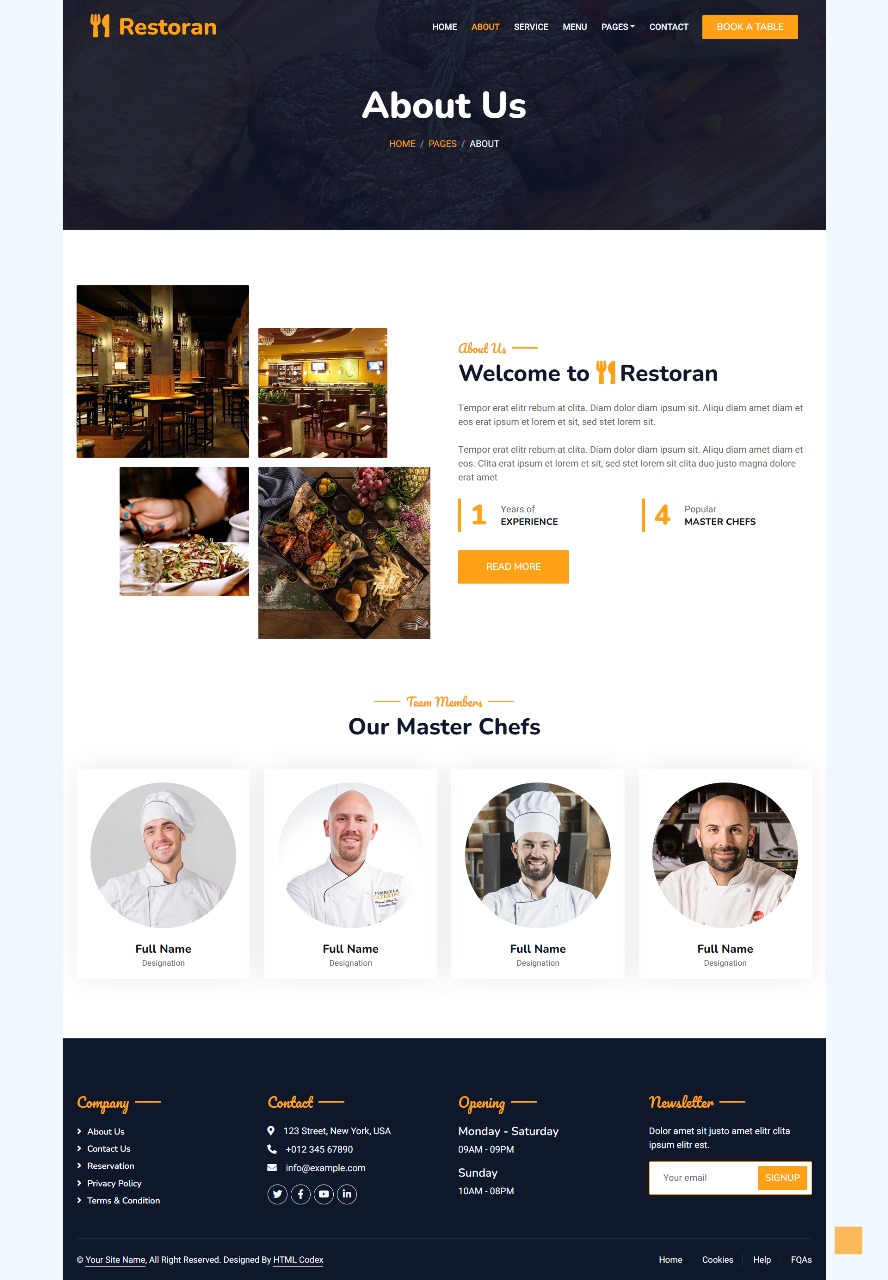 Restoran
HOME ABOUT SERVICE MENU PAGES CONTACT BOOK A TABLE
About Us
HOME / PAGES / ABOUT
About Us
Welcome to Restoran
Tempor erat elitr rebum at clita. Diam dolor diam ipsum sit. Aliqu diam amet diam et
eos erat ipsum et lorem et sit, sed stet lorem sit.
Tempor erat elitr rebum at clita. Diam dolor diam ipsum sit. Aliqu diam amet diam et
eos. Clita erat ipsum et lorem et sit, sed stet lorem sit clita duo justo magna dolore
erat amet
1 Years of EXPERIENCE
4 Popular MASTER CHEFS
READ MORE
Team Members
Our Master Chefs
Full Name
Designation
Full Name
Designation
Full Name
Designation
Full Name
Designation
Company
About Us
Contact Us
Reservation
Privacy Policy
Terms & Condition
Contact
123 Street, New York, USA
+012 345 67890
info@example.com
Opening
Monday - Saturday
09AM - 09PM
Sunday
10AM - 08PM
Newsletter
Dolor amet sit justo amet elitr clita
ipsum elitr est.
Your email SIGNUP
© Your Site Name, All Right Reserved. Designed By HTML Codex
Home Cookies Help FQAs